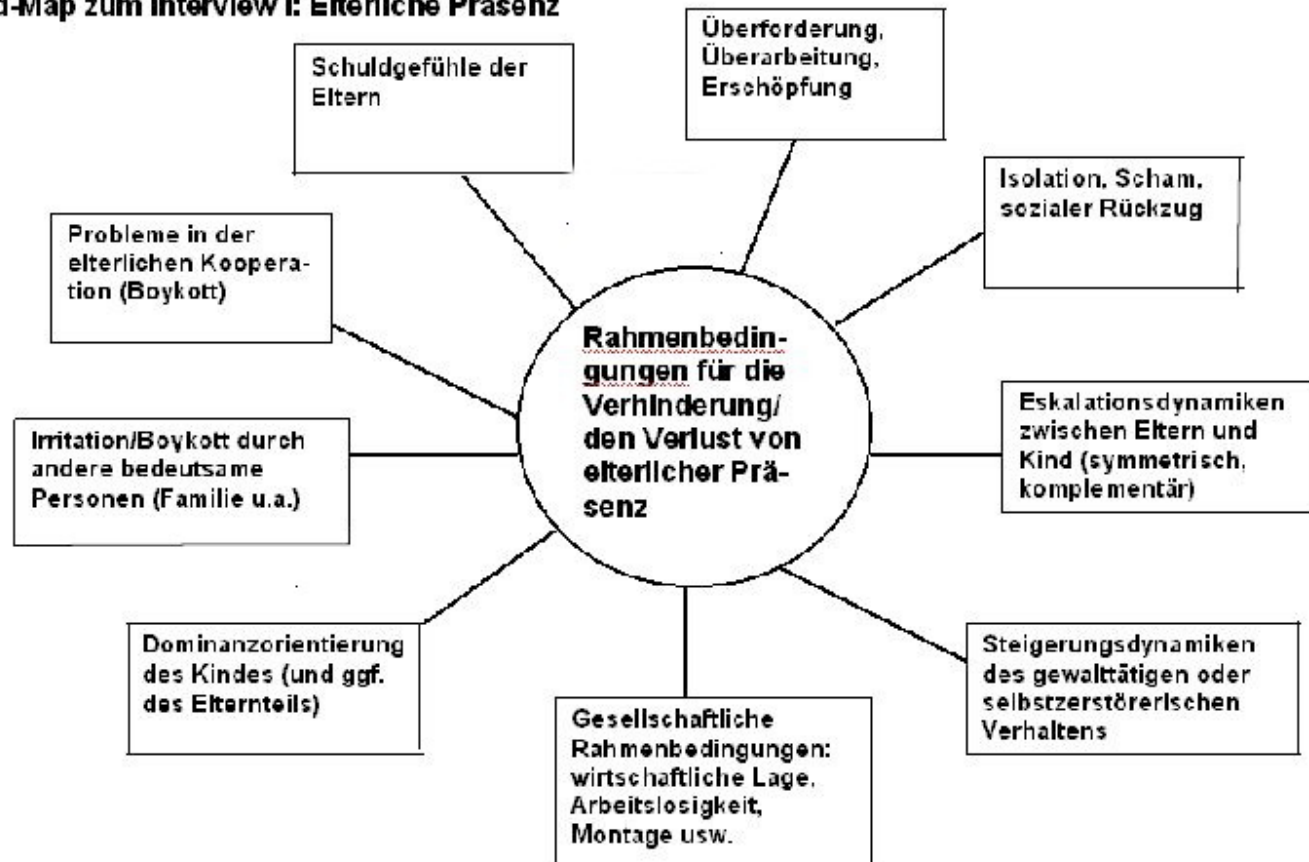 d-Map zum Interview I: Elterliche Präsenz
Überforderung,
Überarbeitung,
Erschöpfung
Schuldgefühle der
Eltern
Isolation, Scham,
sozialer Rückzug
Probleme in der
elterlichen Koopera-
tion (Boykott)
Rahmenbedin-
gungen für die
Verhinderung/
den Verlust von
elterlicher Prä-
senz
Eskalationsdynamiken
zwischen Eltern und
Kind (symmetrisch,
komplementär)
Irritation/Boykott durch
andere bedeutsame
Personen (Familie u.a.)
Dominanzorientierung
des Kindes (und ggf.
des Elternteils)
Steigerungsdynamiken
des gewalttätigen oder
selbstzerstörerischen
Verhaltens
Gesellschaftliche
Rahmenbedingungen:
wirtschaftliche Lage,
Arbeitslosigkeit,
Montage usw.